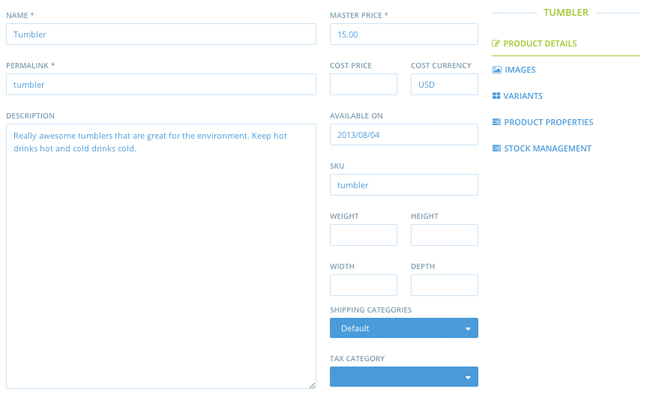 NAME *
Tumbler
PERMALINK *
tumbler
DESCRIPTION
Really awesome tumblers that are great for the environment. Keep hot
drinks hot and cold drinks cold.
MASTER PRICE *
15.00
COST PRICE
COST CURRENCY
USD
AVAILABLE ON
2013/08/04
SKU
tumbler
WEIGHT
HEIGHT
WIDTH
DEPTH
SHIPPING CATEGORIES
Default
TAX CATEGORY
TUMBLER
PRODUCT DETAILS
IMAGES
VARIANTS
PRODUCT PROPERTIES
STOCK MANAGEMENT